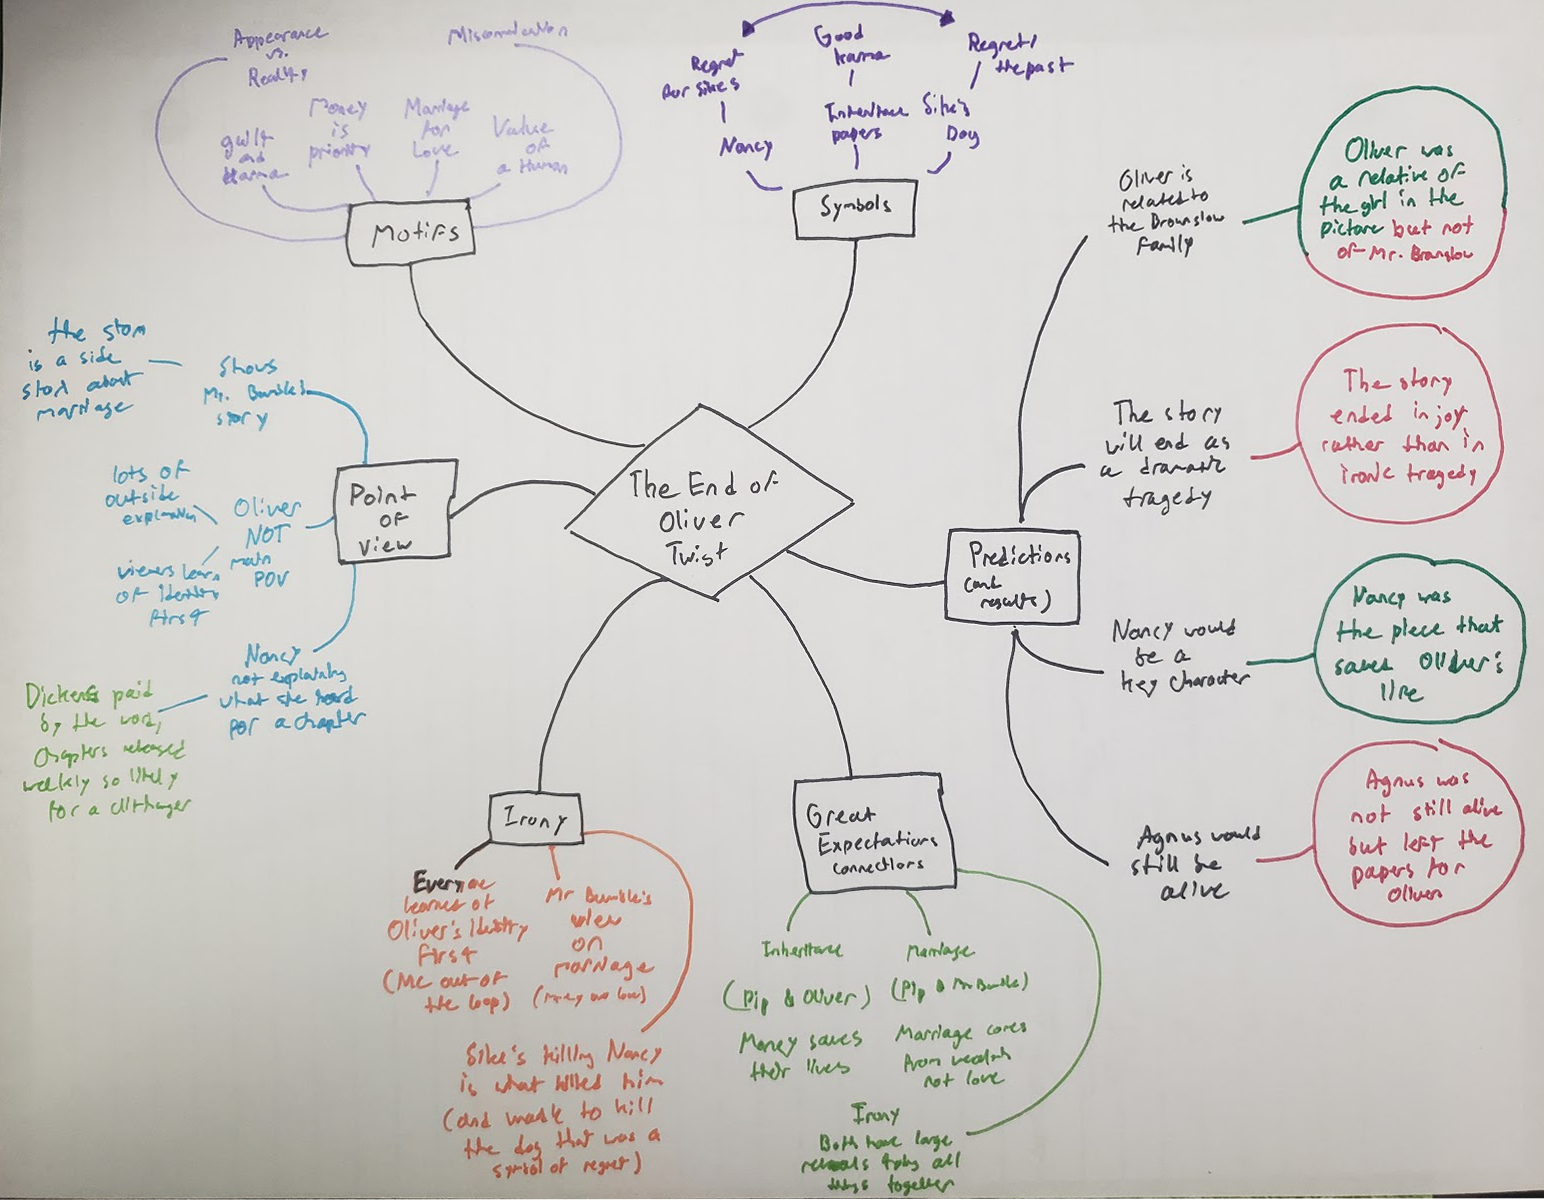 The End of
Oliver
Twist
Motifs
Appearance
vs.
Reality
guilt
and
Karma
Money
is
priority
Marriage
for
Love
Value
of
a Human
Symbols
Regret
for Sikes
Nancy
Good
karma
Inheritance
papers
Regret/
the past
Sike's
Dog
Predictions
(and
results)
Oliver is
related to
the Brownslow
family
Oliver was
a relative of
the girl in the
picture but not
of Mr. Branslow
The story
will end as
a dramatic
tragedy
The story
ended in joy
rather than in
ironic tragedy
Nancy would
be a
key character
Nancy was
the piece that
saves Oliver's
life
Agnus would
still be
alive
Agnus was
not still alive
but left the
papers for
Oliver
Great
Expectations
connections
Inheritance
(Pip & Oliver)
Money saves
their lives
Marriage
(Pip & Mr Bumble)
Marriage comes
from wealth
not love
Irony
Both have large
reveals tying all
things together
Irony
Everyone
learned of
Oliver's identity
first
(MC out of
the loop)
Mr Bumble's
view
on
marriage
(money over love)
Sike's killing Nancy
is what killed him
(and made to kill
the dog that was a
symbol of regret)
Point
of
view
Shows
Mr. Bumble's
story
the story
is a side
story about
marriage
Oliver
NOT
main
POV
lots of
outside
explanation
viewers learn
of identity
first
Nancy
not explaining
what she heard
for a chapter
Dickens paid
by the word,
Chapters released
weekly so likely
for a cliffhanger